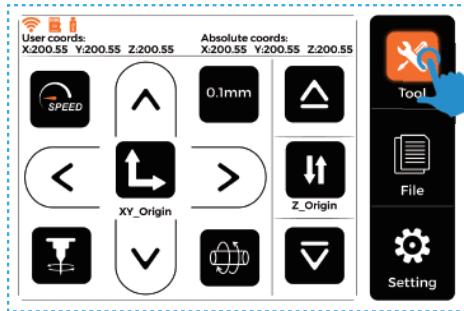 User coords:
X:200.55 Y:200.55 Z:200.55
Absolute coords:
X:200.55 Y:200.55 Z:200.55
SPEED
0.1mm
XY_Origin
Z_Origin
Tool
File
Setting